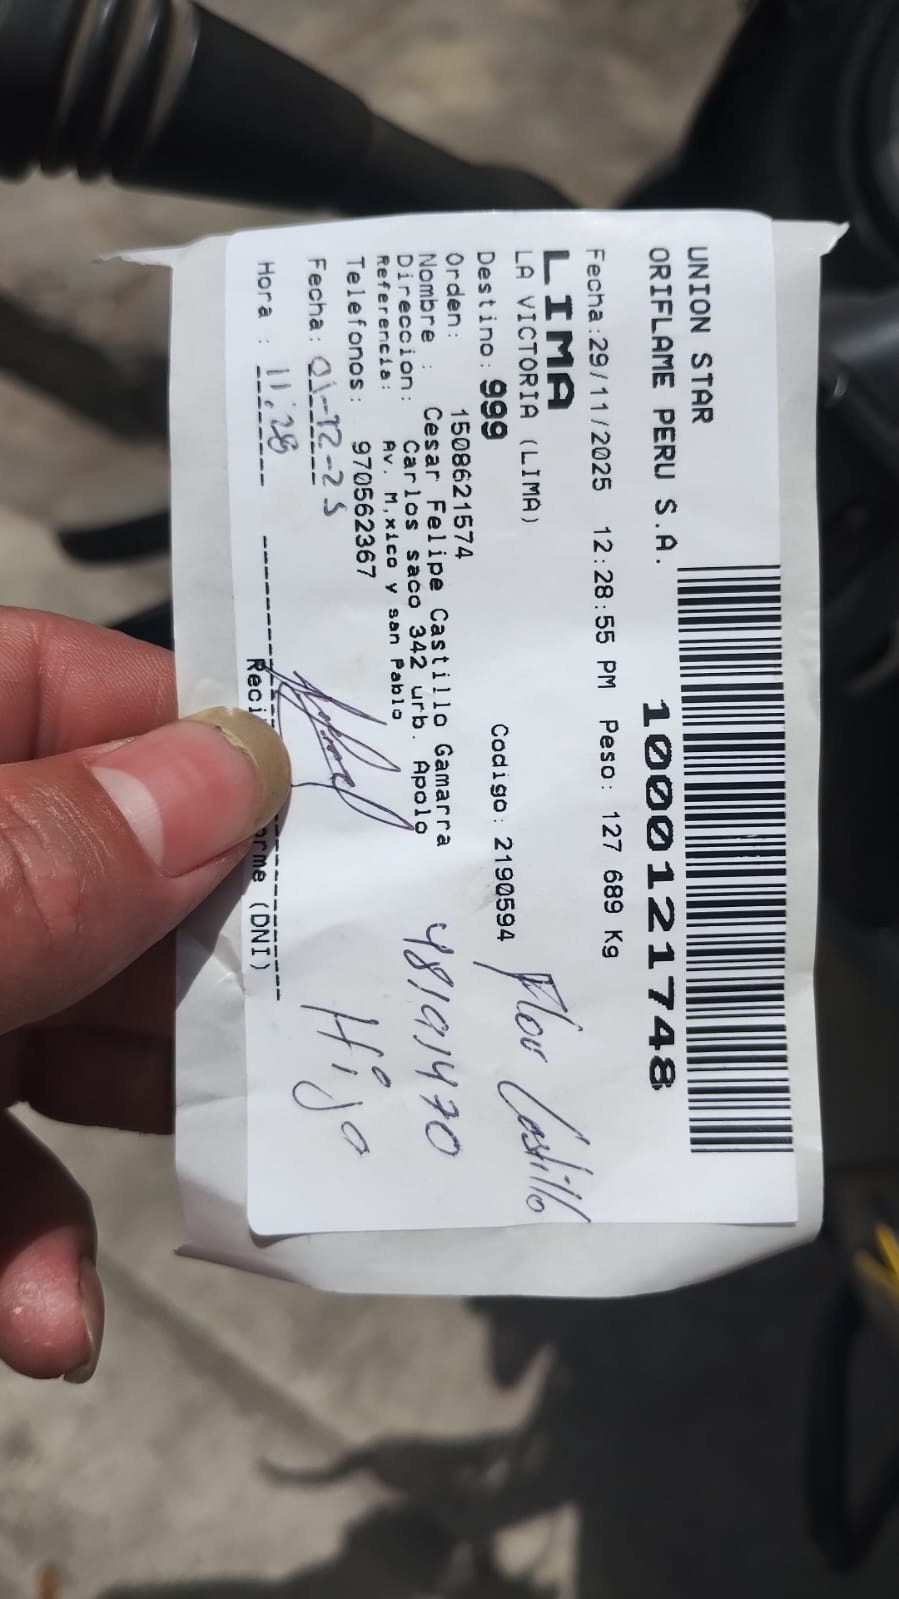 UNION STAR
ORIFLAME PERU S.A.
1000121748
Fecha:29/11/2025 12:28:55 PM Peso: 127 689 Kg
LIMA
LA VICTORIA (LIMA)
Destino: 999 Codigo: 2190594
Flor Castillo
Orden: 1508621574
Nombre : Cesar Felipe Castillo Gamarra
Direccion: Carlos saco 342 urb. Apolo
48191470
Referencia: Av. M,xico y san Pablo
Telefonos: 970562367
Fecha: 01-12-25
Hijo
Hora : 11:28
(DNI)